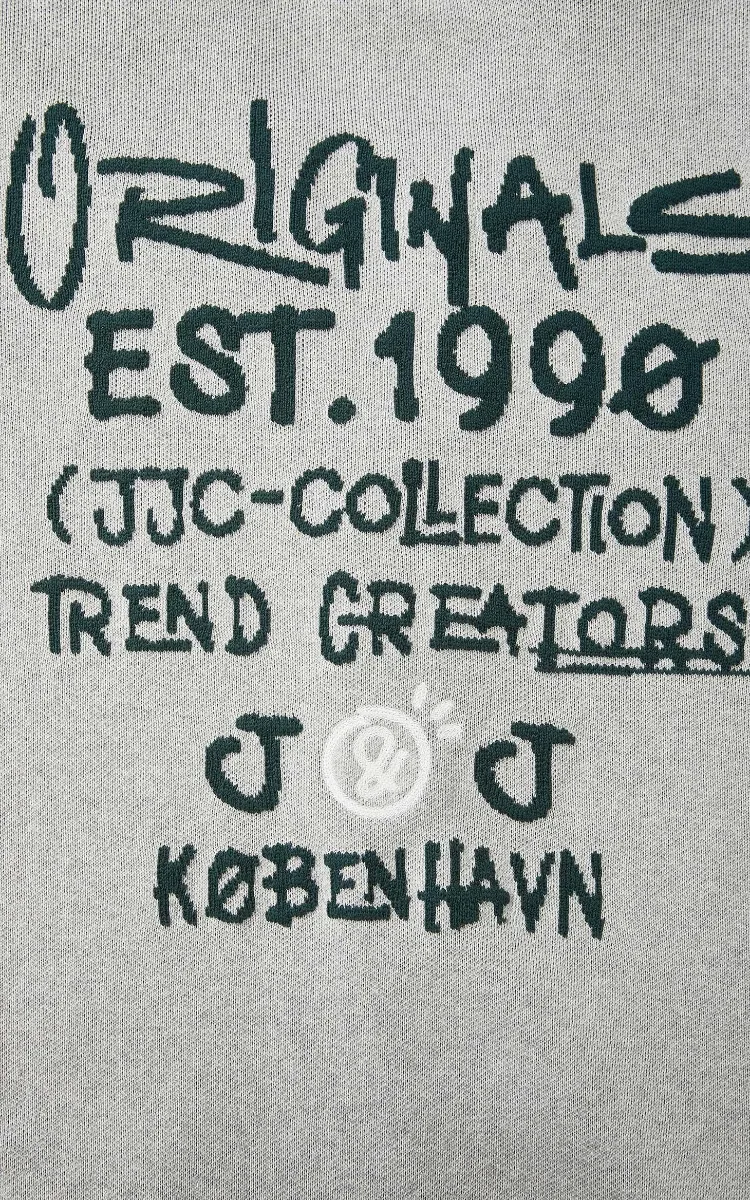 ORIGINALS
EST.1990
(JJC-COLLECTION)
TREND CREATORS
J & J
KØBENHAVN